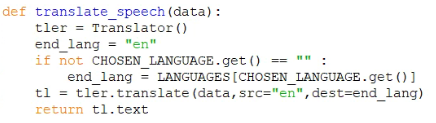 def translate_speech(data):
    tler = Translator()
    end_lang = "en"
    if not CHOSEN_LANGUAGE.get() == "" :
        end_lang = LANGUAGES[CHOSEN_LANGUAGE.get()]
    tl = tler.translate(data,src="en",dest=end_lang)
    return tl.text